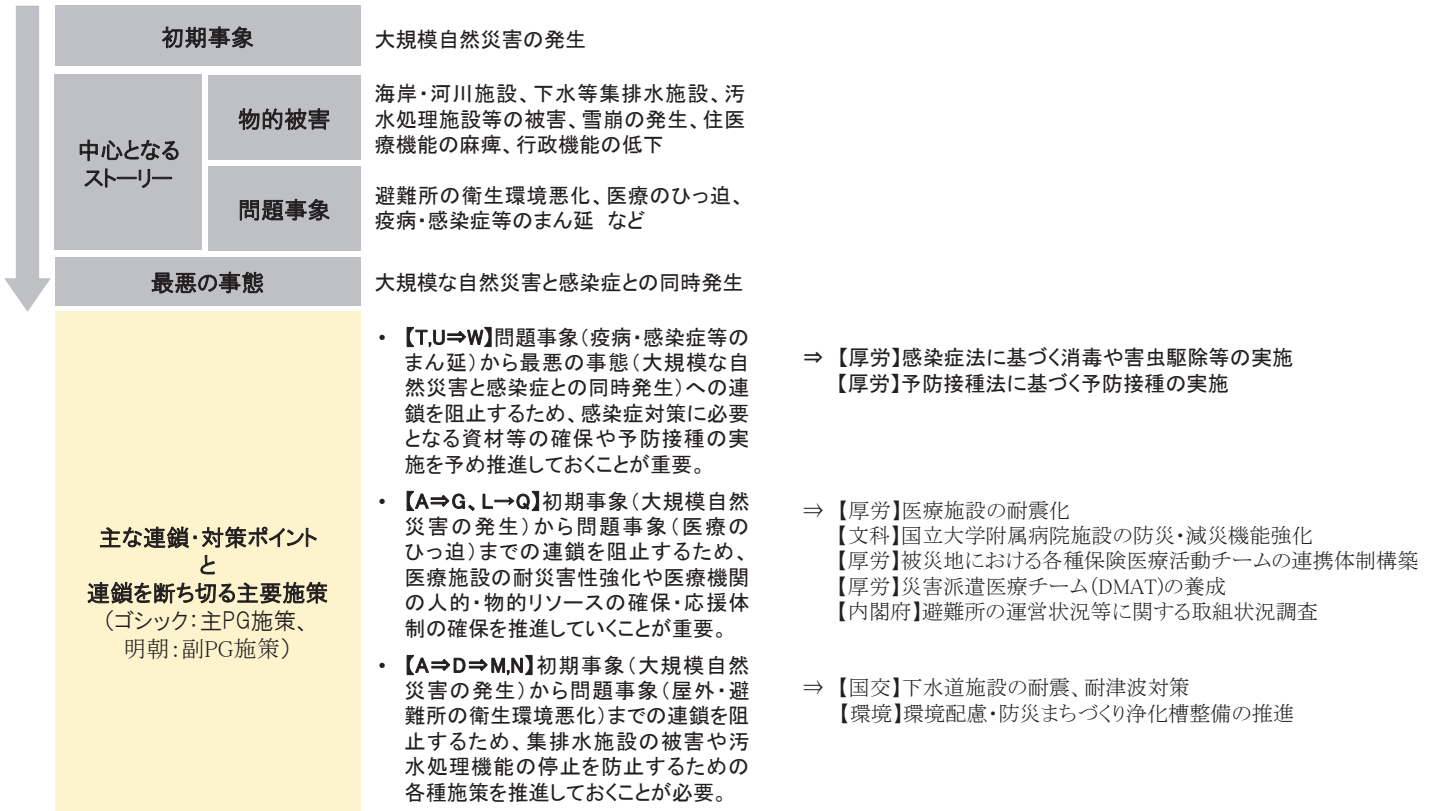 初期事象
大規模自然災害の発生
中心となる
ストーリー
物的被害
海岸・河川施設、下水等集排水施設、汚
水処理施設等の被害、雪崩の発生、住医
療機能の麻痺、行政機能の低下
問題事象
避難所の衛生環境悪化、医療のひっ迫、
疫病・感染症等のまん延 など
最悪の事態
大規模な自然災害と感染症との同時発生
主な連鎖・対策ポイント
と
連鎖を断ち切る主要施策
(ゴシック:主PG施策、
明朝:副PG施策)
・ 【T,U⇒W】問題事象(疫病・感染症等の
まん延)から最悪の事態(大規模な自
然災害と感染症との同時発生)への連
鎖を阻止するため、感染症対策に必要
となる資材等の確保や予防接種の実
施を予め推進しておくことが重要。
⇒ 【厚労】感染症法に基づく消毒や害虫駆除等の実施
【厚労】予防接種法に基づく予防接種の実施
・ 【A⇒G、L→Q】初期事象(大規模自然
災害の発生)から問題事象(医療の
ひっ迫)までの連鎖を阻止するため、
医療施設の耐災害性強化や医療機関
の人的・物的リソースの確保・応援体
制の確保を推進していくことが重要。
⇒ 【厚労】医療施設の耐震化
【文科】国立大学附属病院施設の防災・減災機能強化
【厚労】被災地における各種保険医療活動チームの連携体制構築
【厚労】災害派遣医療チーム(DMAT)の養成
【内閣府】避難所の運営状況等に関する取組状況調査
・ 【A⇒D⇒M,N】初期事象(大規模自然
災害の発生)から問題事象(屋外・避
難所の衛生環境悪化)までの連鎖を阻
止するため、集排水施設の被害や汚
水処理機能の停止を防止するための
各種施策を推進しておくことが必要。
⇒ 【国交】下水道施設の耐震、耐津波対策
【環境】環境配慮・防災まちづくり浄化槽整備の推進